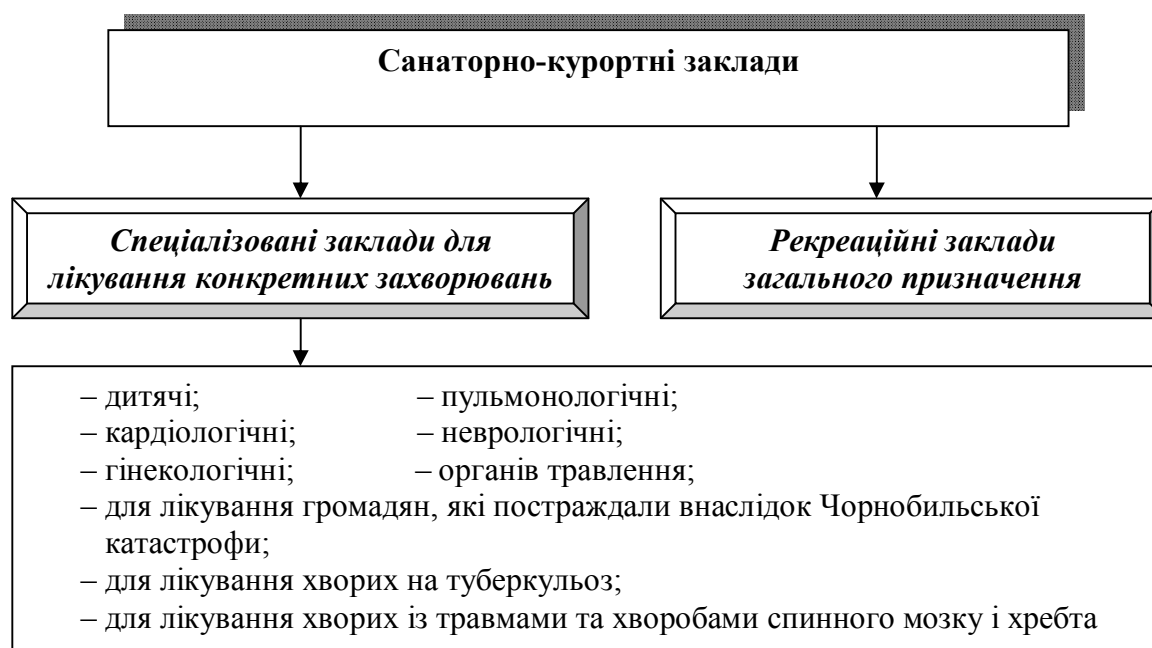 Санаторно-курортні заклади
Спеціалізовані заклади для
лікування конкретних захворювань
Рекреаційні заклади
загального призначення
– дитячі; – пульмонологічні;
– кардіологічні; – неврологічні;
– гінекологічні; – органів травлення;
– для лікування громадян, які постраждали внаслідок Чорнобильської
катастрофи;
– для лікування хворих на туберкульоз;
– для лікування хворих із травмами та хворобами спинного мозку і хребта